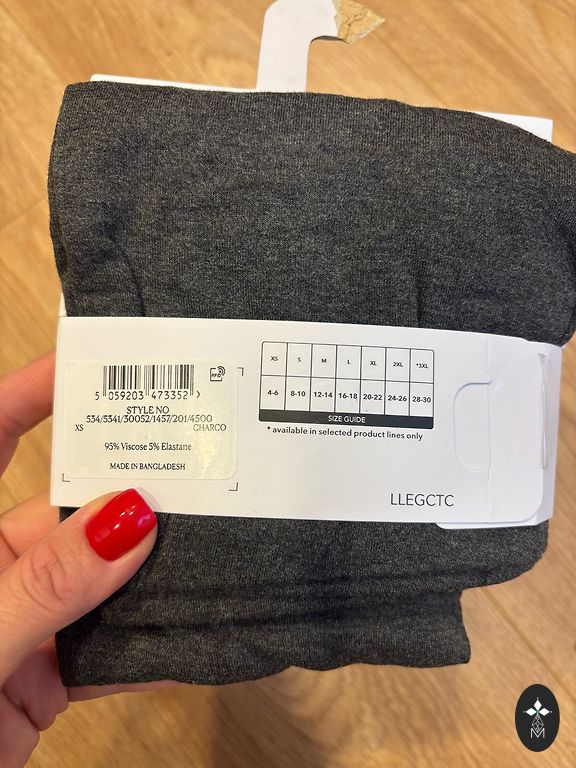 5 059203 473352 >
RFID
STYLE NO
534/5341/30052/1457/201/4500
XS CHARCO
95% Viscose 5% Elastane
MADE IN BANGLADESH
XS S M L XL 2XL *3XL
4-6 8-10 12-14 16-18 20-22 24-26 28-30
SIZE GUIDE
* available in selected product lines only
LLEGCTC
M